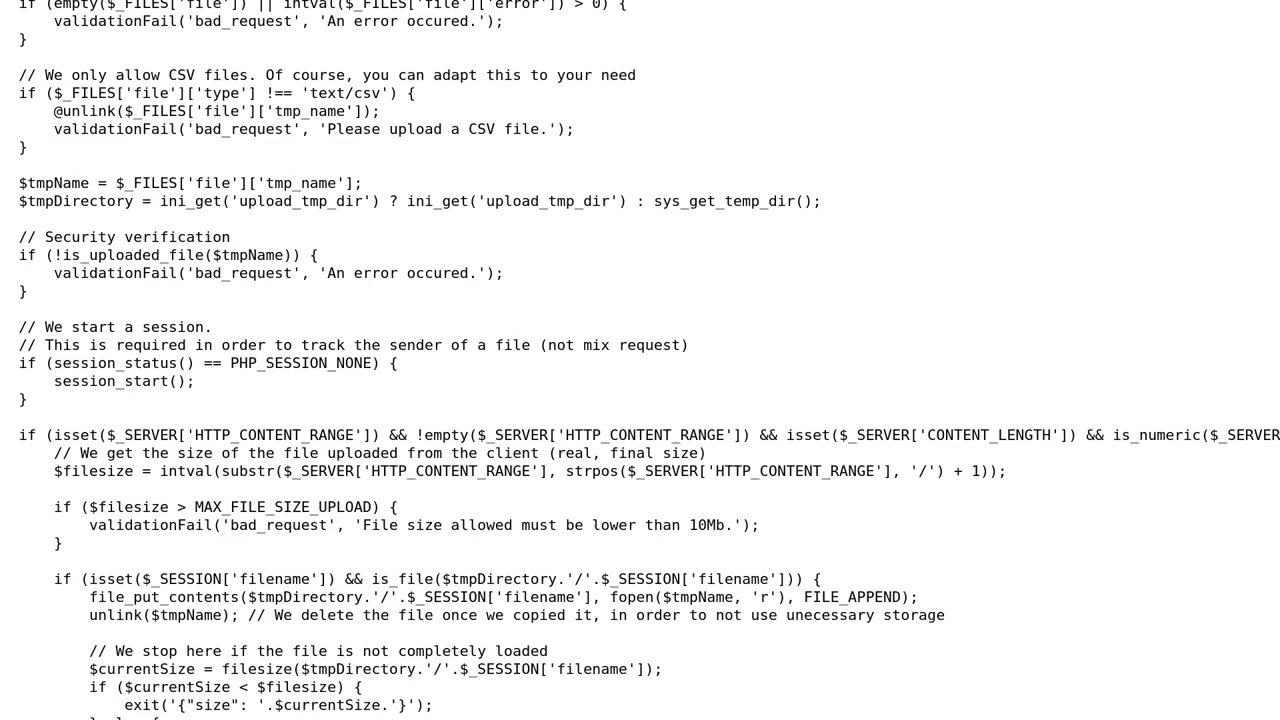 if (empty($_FILES['file']) || intval($_FILES['file']['error']) > 0) {
    validationFail('bad_request', 'An error occured.');
}

// We only allow CSV files. Of course, you can adapt this to your need
if ($_FILES['file']['type'] !== 'text/csv') {
    @unlink($_FILES['file']['tmp_name']);
    validationFail('bad_request', 'Please upload a CSV file.');
}

$tmpName = $_FILES['file']['tmp_name'];
$tmpDirectory = ini_get('upload_tmp_dir') ? ini_get('upload_tmp_dir') : sys_get_temp_dir();

// Security verification
if (!is_uploaded_file($tmpName)) {
    validationFail('bad_request', 'An error occured.');
}

// We start a session.
// This is required in order to track the sender of a file (not mix request)
if (session_status() == PHP_SESSION_NONE) {
    session_start();
}

if (isset($_SERVER['HTTP_CONTENT_RANGE']) && !empty($_SERVER['HTTP_CONTENT_RANGE']) && isset($_SERVER['CONTENT_LENGTH']) && is_numeric($_SERVER
    // We get the size of the file uploaded from the client (real, final size)
    $filesize = intval(substr($_SERVER['HTTP_CONTENT_RANGE'], strpos($_SERVER['HTTP_CONTENT_RANGE'], '/') + 1));

    if ($filesize > MAX_FILE_SIZE_UPLOAD) {
        validationFail('bad_request', 'File size allowed must be lower than 10Mb.');
    }

    if (isset($_SESSION['filename']) && is_file($tmpDirectory.'/'.$_SESSION['filename'])) {
        file_put_contents($tmpDirectory.'/'.$_SESSION['filename'], fopen($tmpName, 'r'), FILE_APPEND);
        unlink($tmpName); // We delete the file once we copied it, in order to not use unecessary storage

        // We stop here if the file is not completely loaded
        $currentSize = filesize($tmpDirectory.'/'.$_SESSION['filename']);
        if ($currentSize < $filesize) {
            exit('{"size": '.$currentSize.'}');